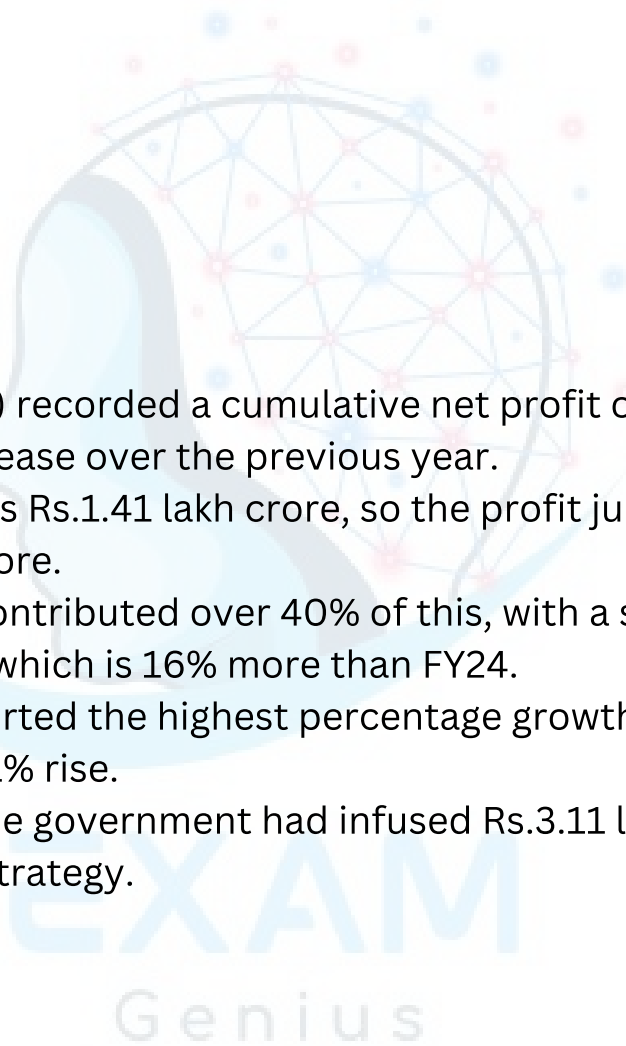 ) recorded a cumulative net profit o
ease over the previous year.
s Rs.1.41 lakh crore, so the profit ju
ore.
ontributed over 40% of this, with a s
which is 16% more than FY24.
rted the highest percentage growth
% rise.
e government had infused Rs.3.11 l
trategy.
EXAM
Genius